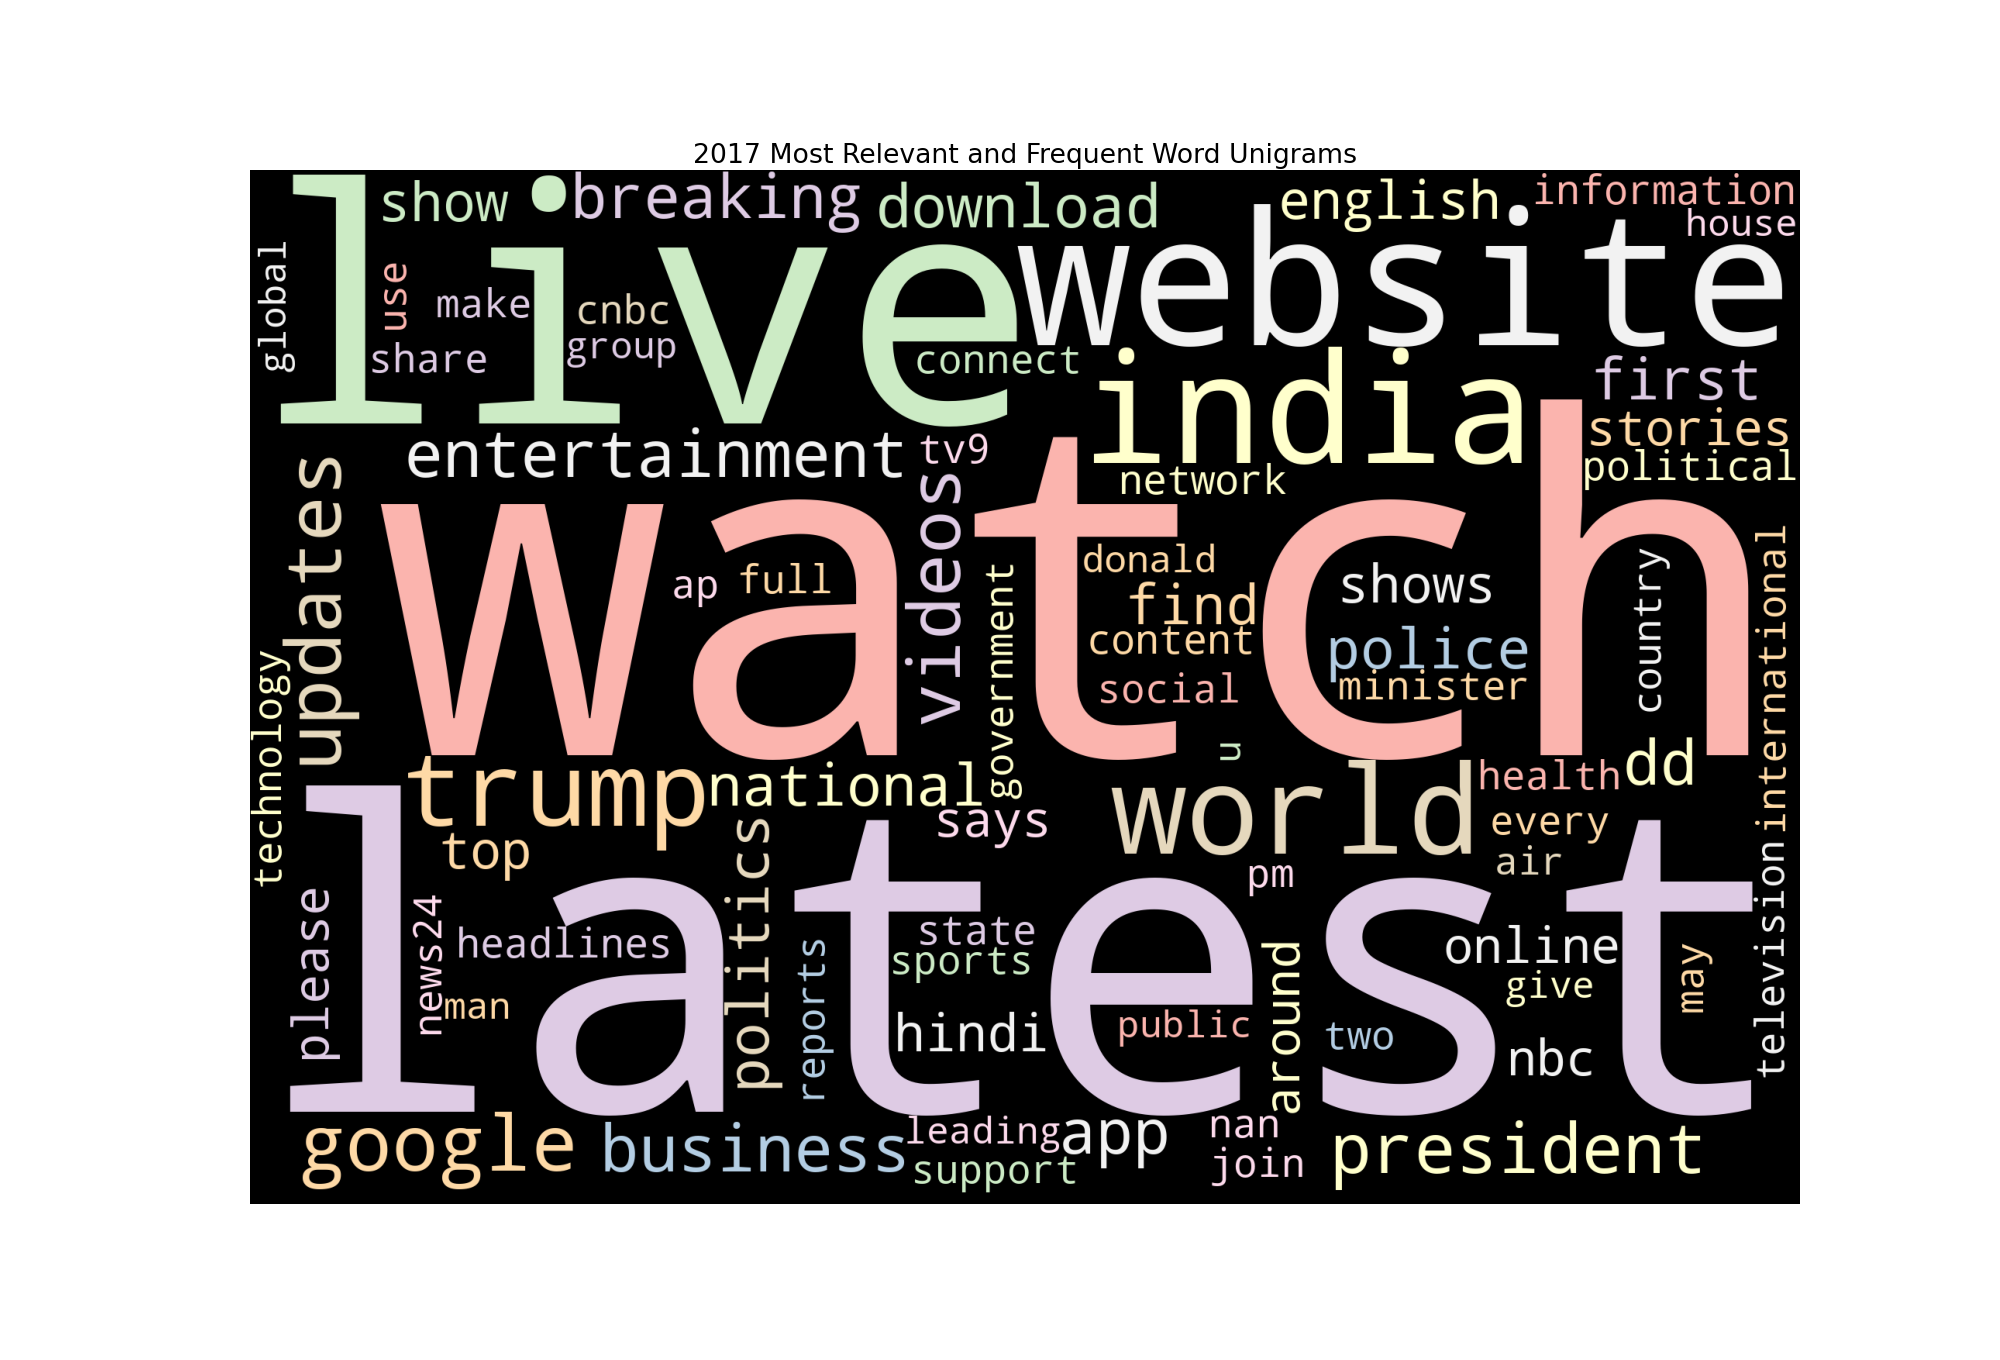 2017 Most Relevant and Frequent Word Unigrams
live
show
breaking
download
english
information
house
website
global
use
make
cnbc
share
group
connect
india
first
stories
political
entertainment
tv9
network
updates
watch
videos
ap
full
donald
find
content
social
shows
police
minister
country
international
government
technology
u
trump
national
says
world
health
dd
every
air
top
pm
politics
latest
please
news24
headlines
man
reports
state
sports
hindi
public
around
two
online
give
nbc
may
television
google
business
leading
support
app
nan
join
president